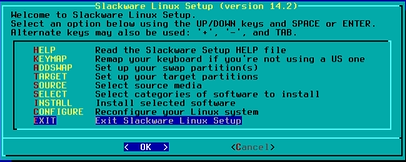 Slackware Linux Setup (version 14.2)
Welcome to Slackware Linux Setup.
Select an option below using the UP/DOWN keys and SPACE or ENTER.
Alternate keys may also be used: '+', '-', and TAB.
HELP Read the Slackware Setup HELP file
KEYMAP Remap your keyboard if you're not using a US one
ADDSWAP Set up your swap partition(s)
TARGET Set up your target partitions
SOURCE Select source media
SELECT Select categories of software to install
INSTALL Install selected software
CONFIGURE Reconfigure your Linux system
EXIT Exit Slackware Linux Setup
< OK > <Cancel>